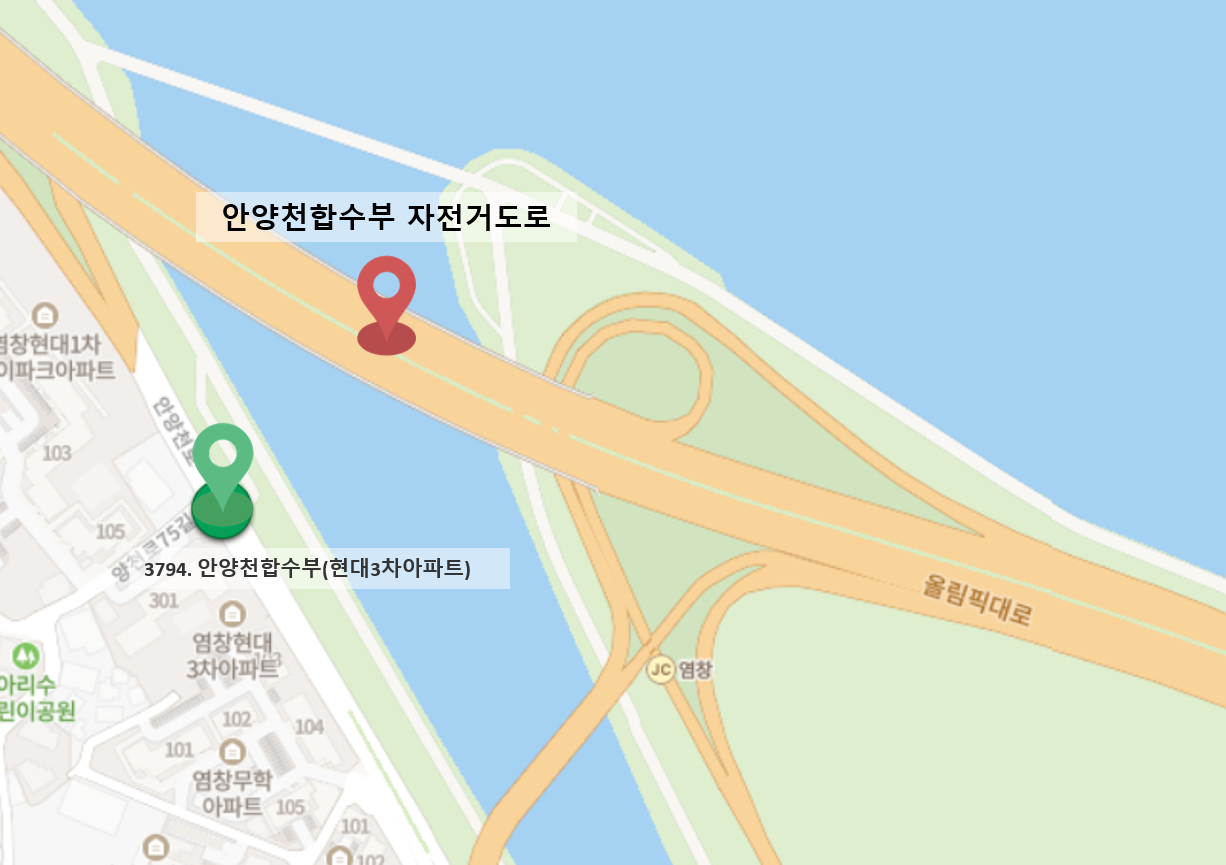 안양천합수부 자전거도로
염창현대1차
이파크아파트
안양천로
103
105
양천로75길
3794. 안양천합수부(현대3차아파트)
올림픽대로
301
염창현대
3차아파트
103
JC 염창
아리수
린이공원
102
104
101
염창무학
아파트
105
101
102